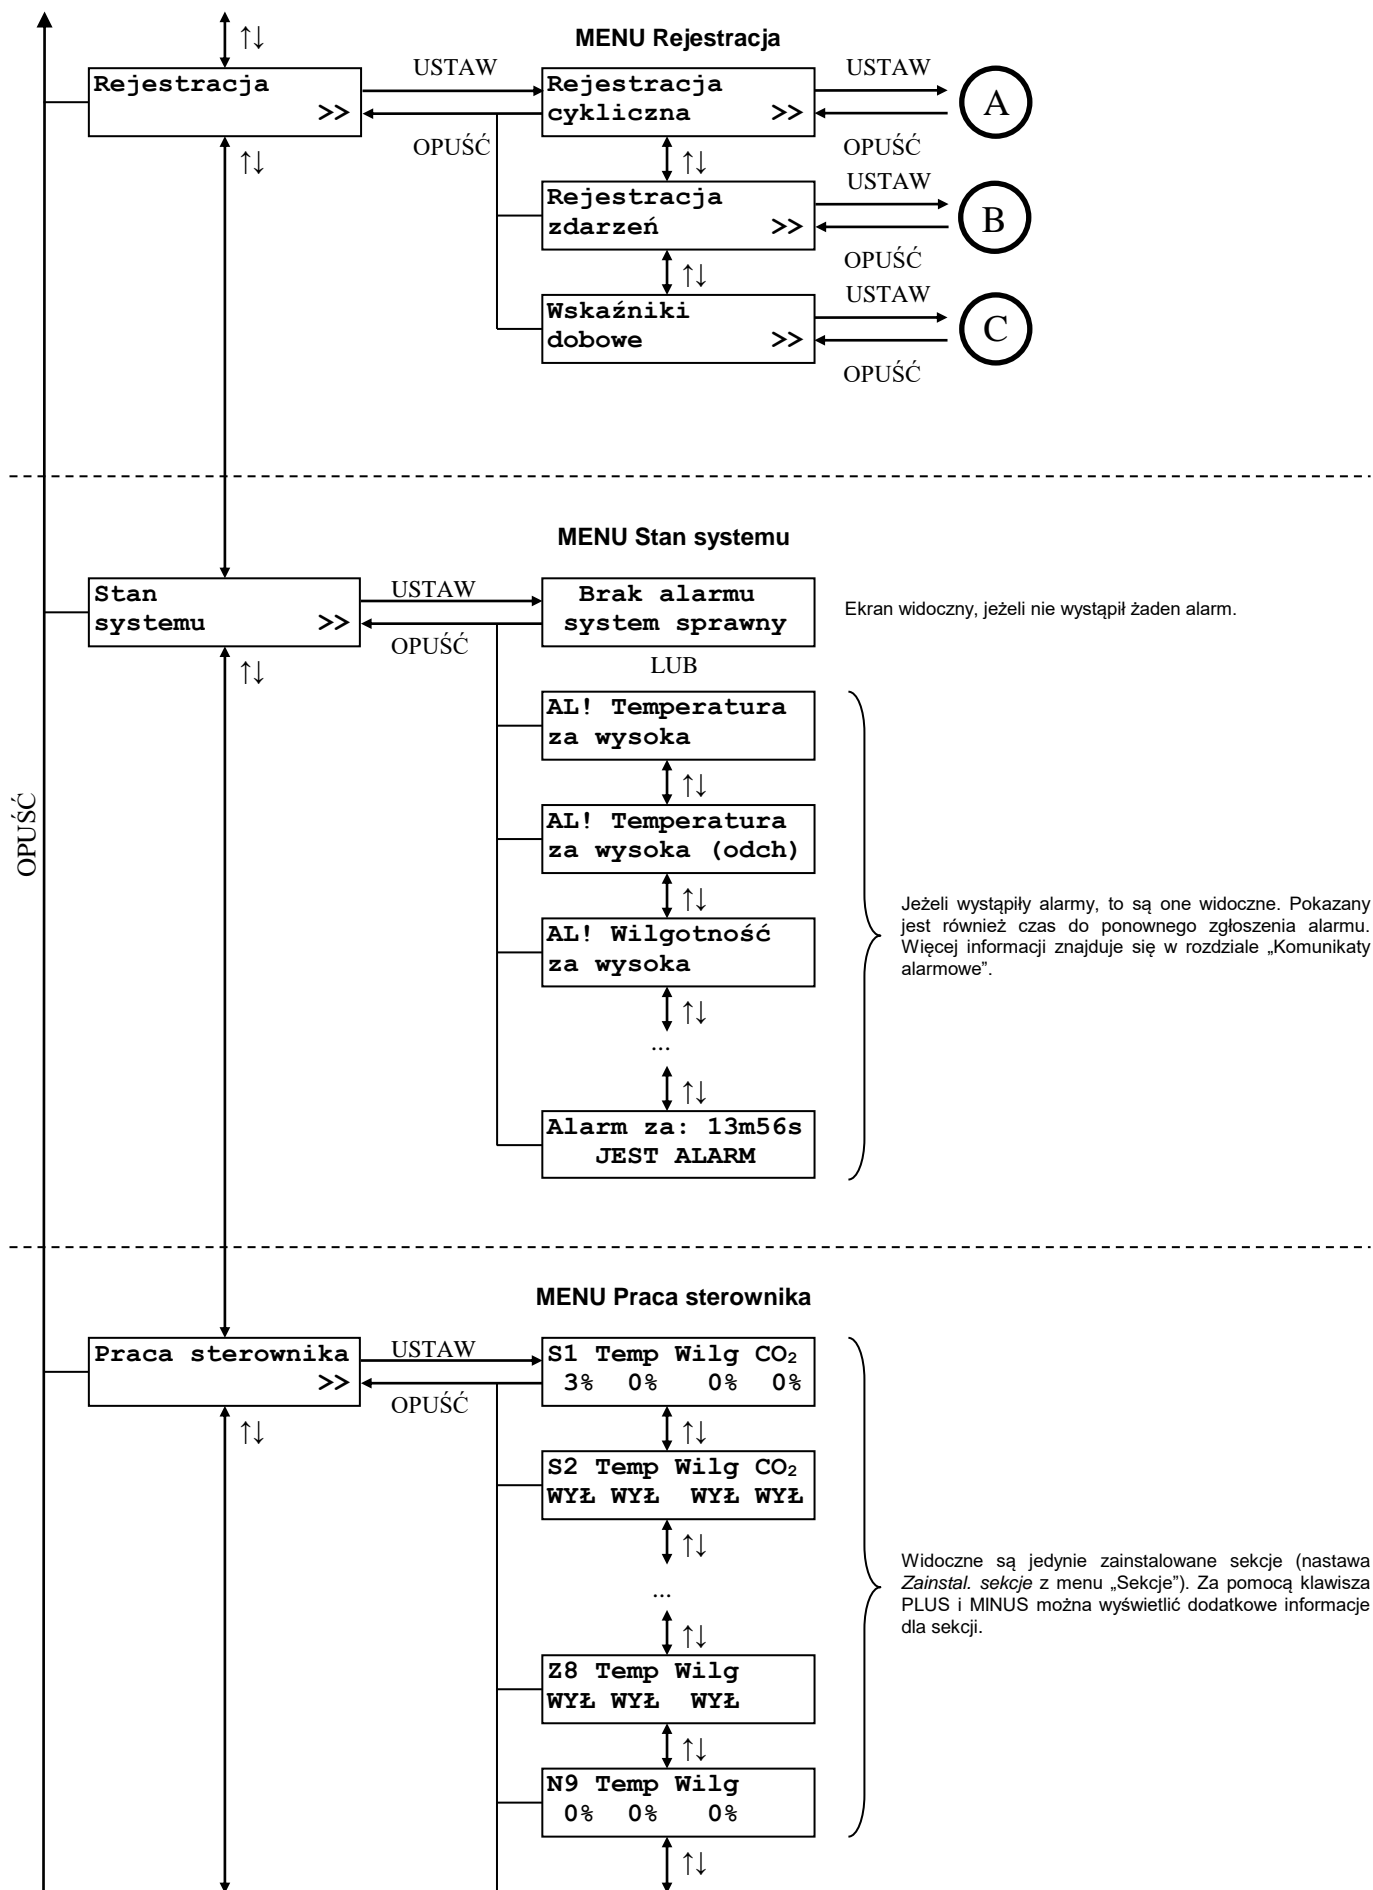 ↑↓
MENU Rejestracja
Rejestracja
>>
USTAW
OPUŚĆ
Rejestracja
cykliczna >>
USTAW
OPUŚĆ
A
↑↓
↑↓
Rejestracja
zdarzeń >>
USTAW
OPUŚĆ
B
↑↓
Wskaźniki
dobowe >>
USTAW
OPUŚĆ
C
MENU Stan systemu
Stan
systemu >>
USTAW
OPUŚĆ
Brak alarmu
system sprawny
Ekran widoczny, jeżeli nie wystąpił żaden alarm.
↑↓
LUB
AL! Temperatura
za wysoka
↑↓
OPUŚĆ
AL! Temperatura
za wysoka (odch)
↑↓
AL! Wilgotność
za wysoka
↑↓
...
↑↓
Alarm za: 13m56s
JEST ALARM
Jeżeli wystąpiły alarmy, to są one widoczne. Pokazany
jest również czas do ponownego zgłoszenia alarmu.
Więcej informacji znajduje się w rozdziale „Komunikaty
alarmowe”.
MENU Praca sterownika
Praca sterownika
>>
USTAW
OPUŚĆ
S1 Temp Wilg CO₂
3% 0% 0% 0%
↑↓
↑↓
S2 Temp Wilg CO₂
WYŁ WYŁ WYŁ WYŁ
↑↓
...
↑↓
Z8 Temp Wilg
WYŁ WYŁ WYŁ
↑↓
N9 Temp Wilg
0% 0% 0%
↑↓
Widoczne są jedynie zainstalowane sekcje (nastawa
Zainstal. sekcje z menu „Sekcje”). Za pomocą klawisza
PLUS i MINUS można wyświetlić dodatkowe informacje
dla sekcji.